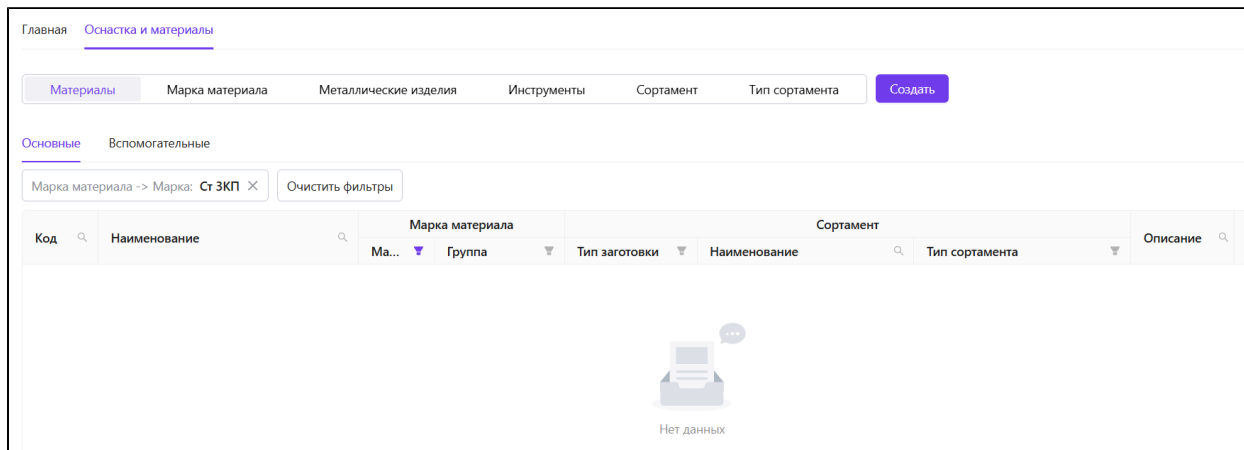 Главная Оснастка и материалы
Материалы Марка материала Металлические изделия Инструменты Сортамент Тип сортамента Создать
Основные Вспомогательные
Марка материала -> Марка: Ст 3КП Очистить фильтры
Марка материала Сортамент
Код Наименование Описание
Ма... Группа Тип заготовки Наименование Тип сортамента
Нет данных